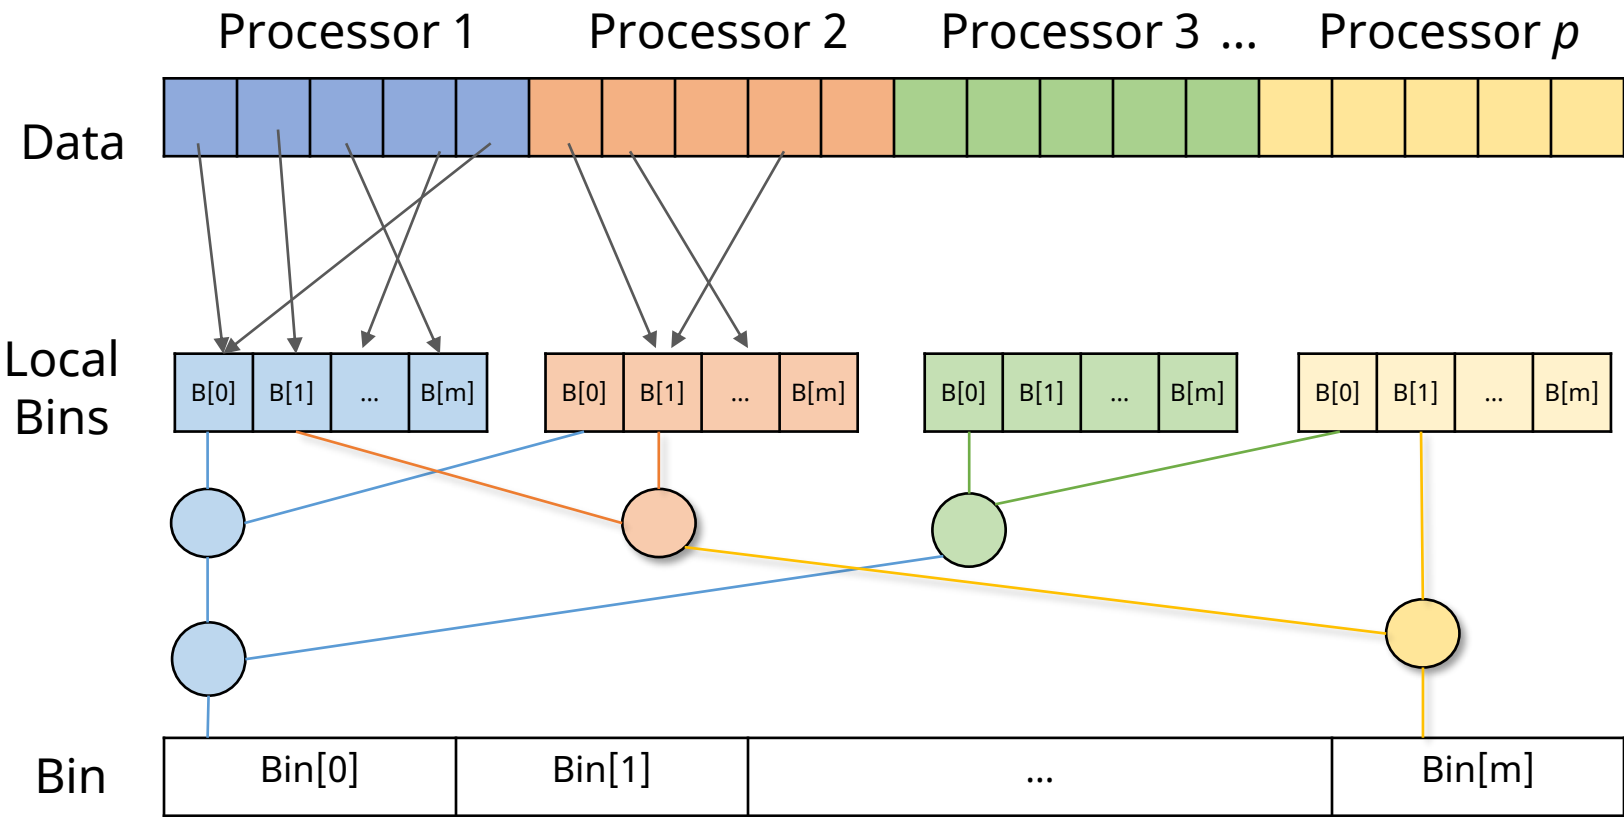 Processor 1 Processor 2 Processor 3 ... Processor p
Data
Local
Bins
B[0] B[1] ... B[m] B[0] B[1] ... B[m] B[0] B[1] ... B[m] B[0] B[1] ... B[m]
Bin Bin[0] Bin[1] ... Bin[m]